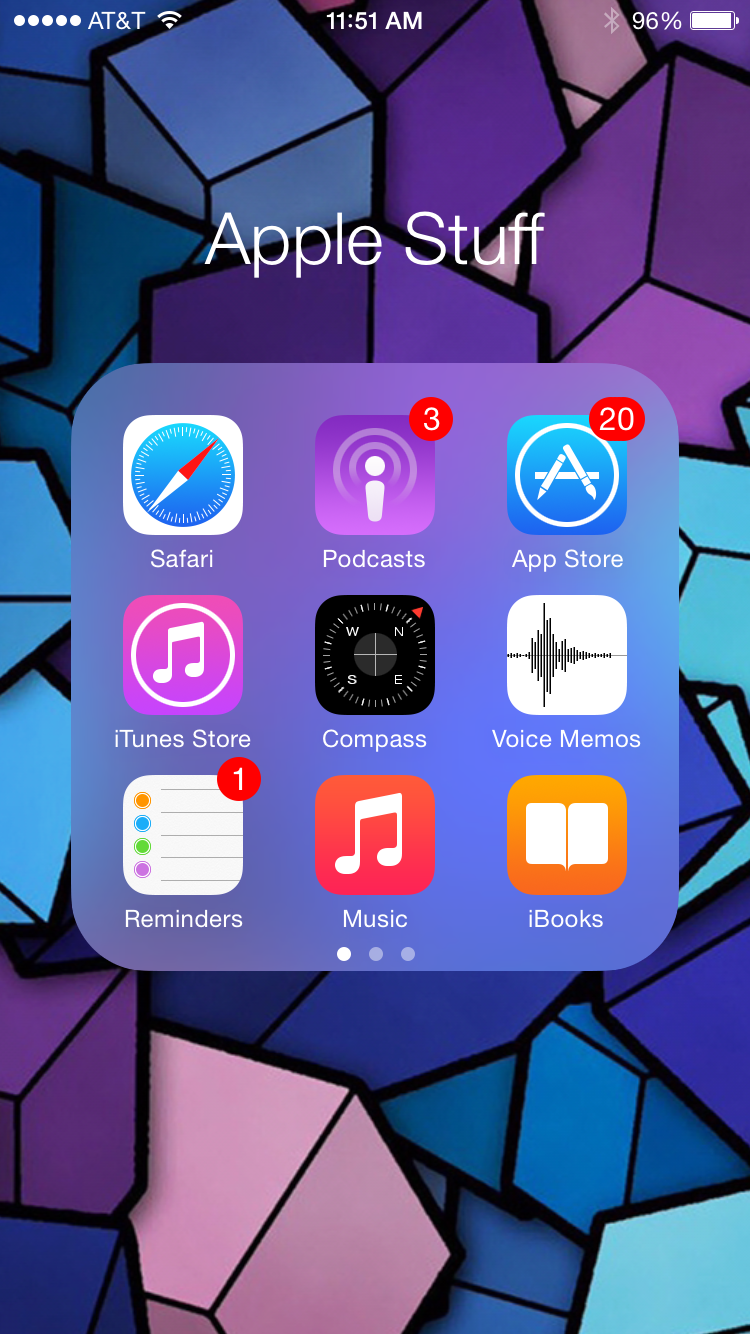 AT&T 11:51 AM 96%
Apple Stuff
3 20
Safari Podcasts App Store
W N
S E
iTunes Store Compass Voice Memos
1
Reminders Music iBooks